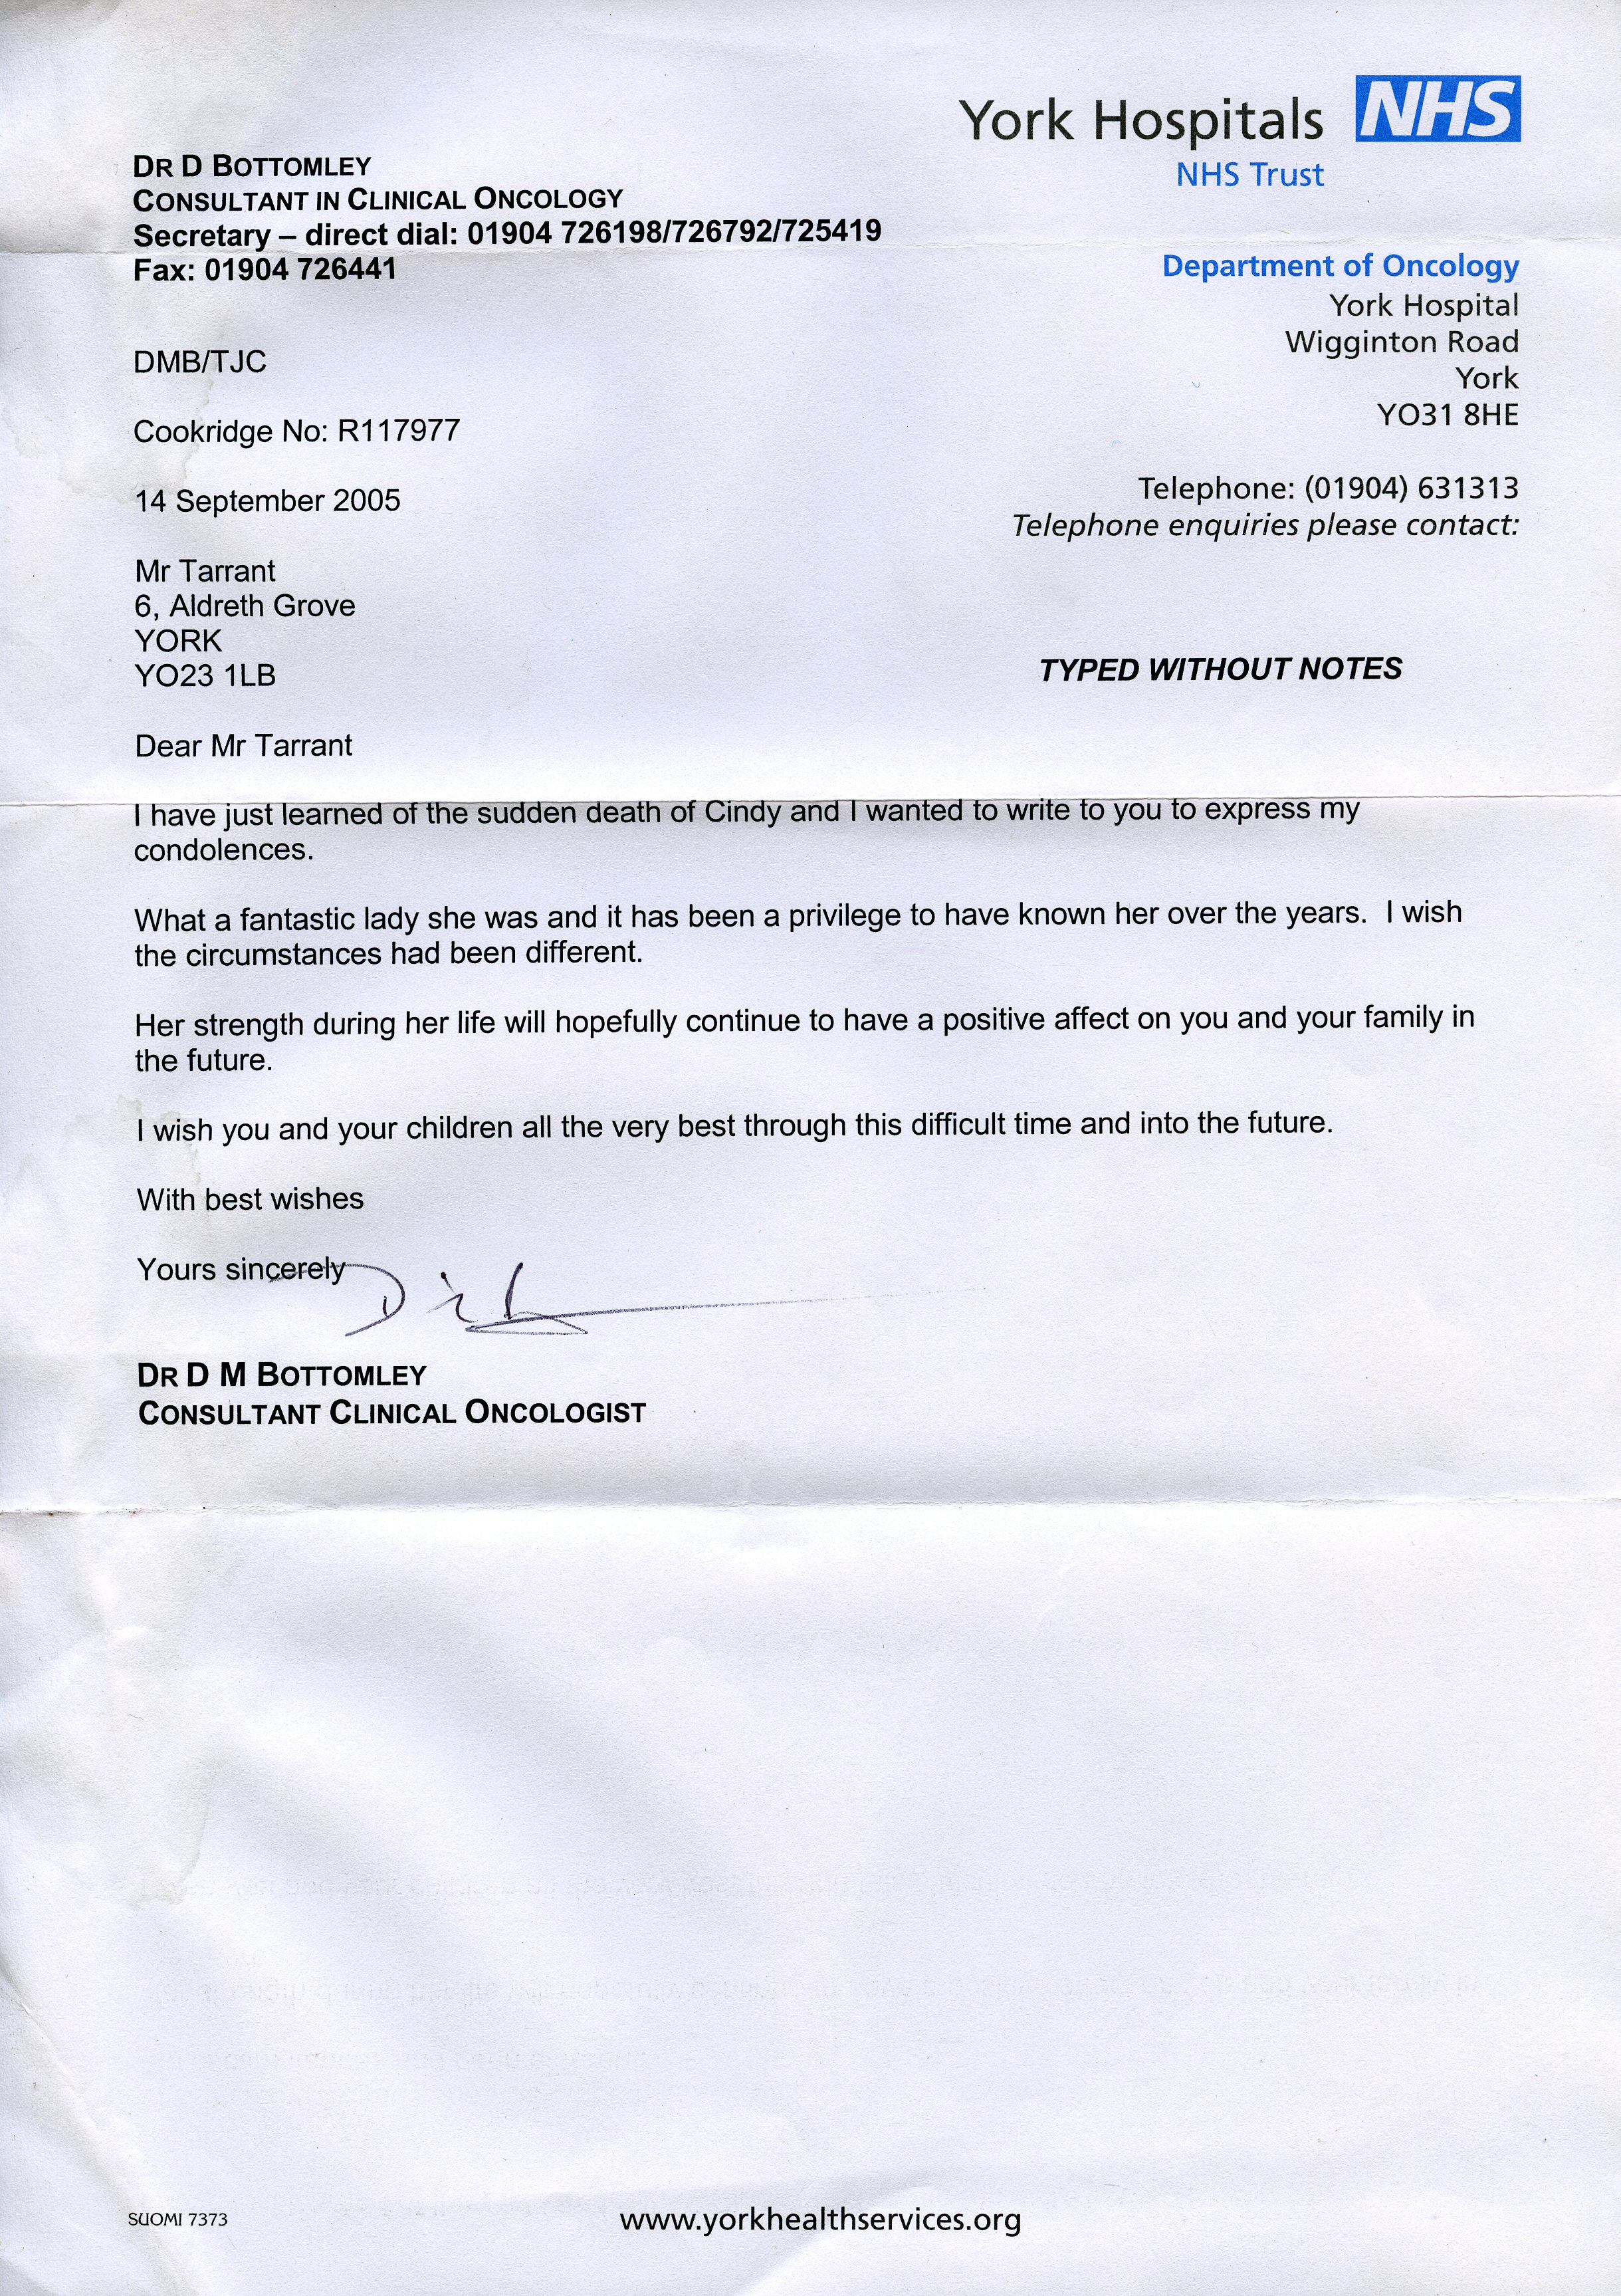 York Hospitals NHS
NHS Trust
DR D BOTTOMLEY
CONSULTANT IN CLINICAL ONCOLOGY
Secretary – direct dial: 01904 726198/726792/725419
Fax: 01904 726441
Department of Oncology
York Hospital
Wigginton Road
York
YO31 8HE
Telephone: (01904) 631313
Telephone enquiries please contact:
DMB/TJC
Cookridge No: R117977
14 September 2005
Mr Tarrant
6, Aldreth Grove
YORK
YO23 1LB
TYPED WITHOUT NOTES
Dear Mr Tarrant
I have just learned of the sudden death of Cindy and I wanted to write to you to express my
condolences.
What a fantastic lady she was and it has been a privilege to have known her over the years. I wish
the circumstances had been different.
Her strength during her life will hopefully continue to have a positive affect on you and your family in
the future.
I wish you and your children all the very best through this difficult time and into the future.
With best wishes
Yours sincerely
DR D M BOTTOMLEY
CONSULTANT CLINICAL ONCOLOGIST
SUOMI 7373
www.yorkhealthservices.org